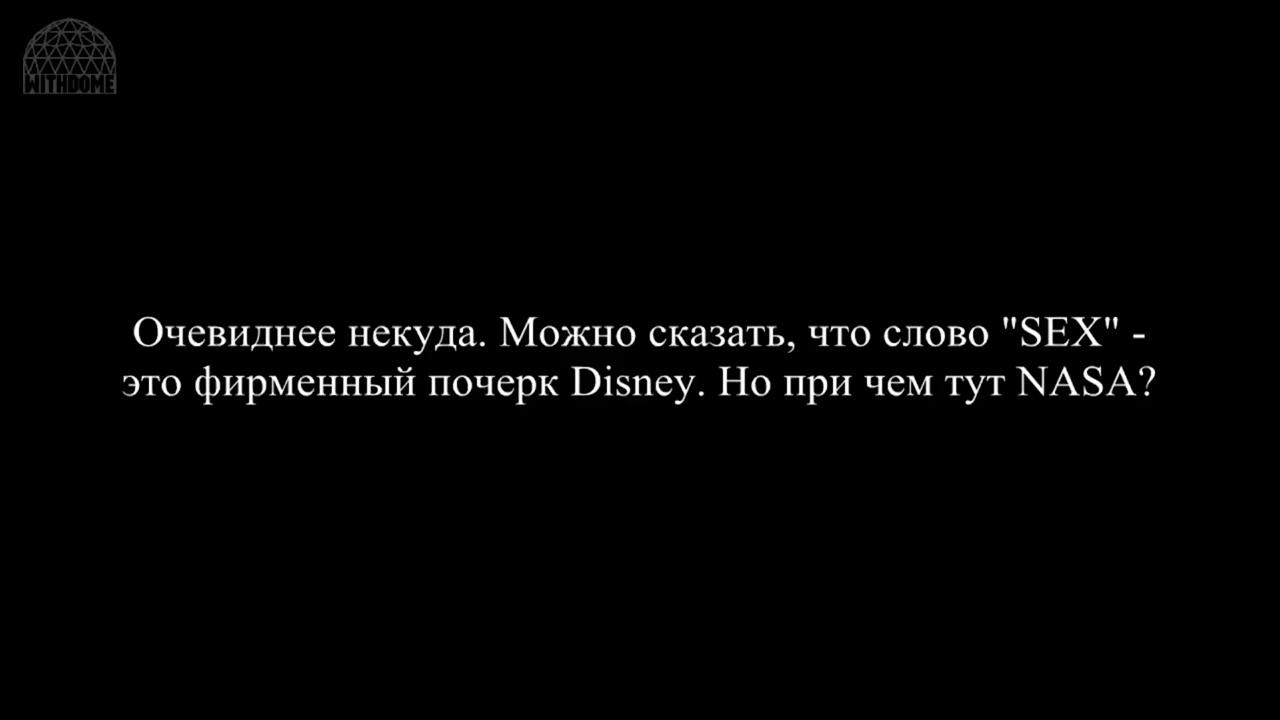 WITHDOME
Очевиднее некуда. Можно сказать, что слово "SEX" -
это фирменный почерк Disney. Но при чем тут NASA?